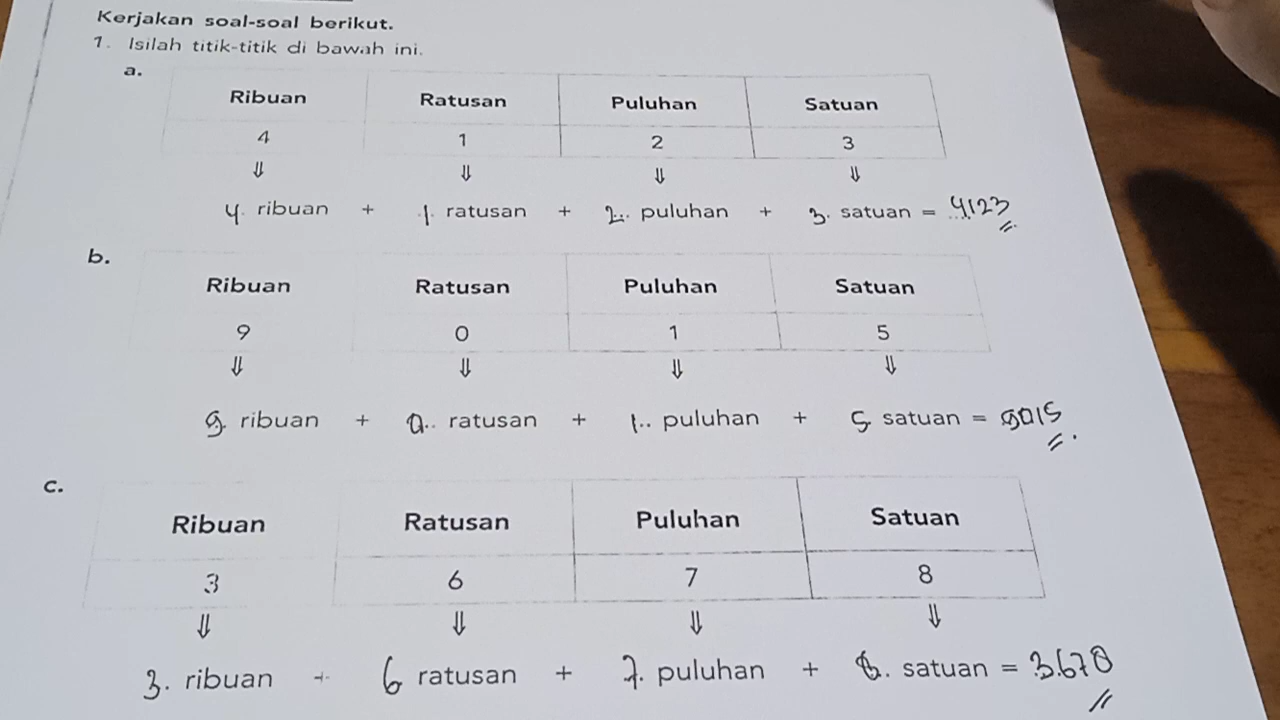 Kerjakan soal-soal berikut.
1. Isilah titik-titik di bawah ini.
a.
Ribuan Ratusan Puluhan Satuan
4 1 2 3
⇓ ⇓ ⇓ ⇓
4. ribuan + 1. ratusan + 2.. puluhan + 3. satuan = 4123
b.
Ribuan Ratusan Puluhan Satuan
9 0 1 5
⇓ ⇓ ⇓ ⇓
9. ribuan + 0.. ratusan + 1.. puluhan + 5 satuan = 9015
c.
Ribuan Ratusan Puluhan Satuan
3 6 7 8
⇓ ⇓ ⇓ ⇓
3. ribuan + 6 ratusan + 7. puluhan + 8. satuan = 3.678